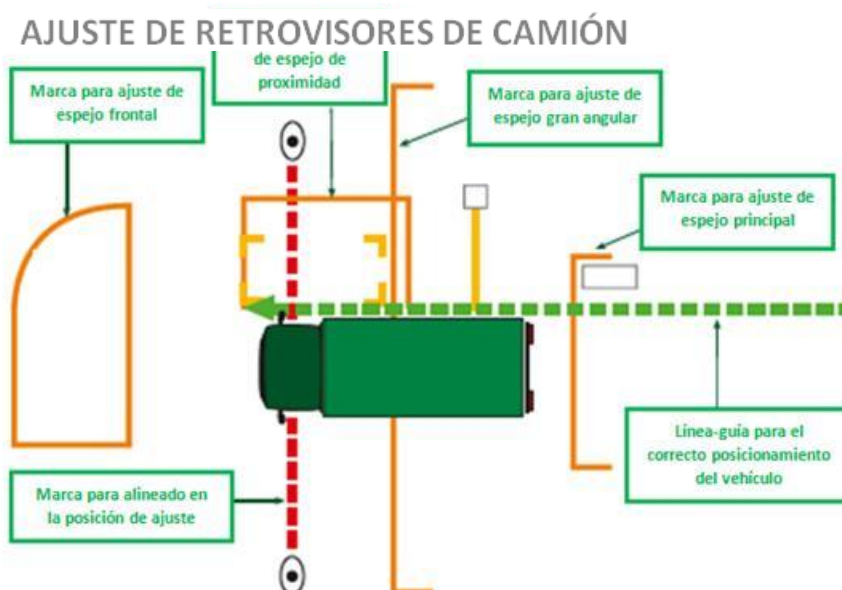 AJUSTE DE RETROVISORES DE CAMIÓN
de espejo de
proximidad
Marca para ajuste de
espejo frontal
Marca para ajuste de
espejo gran angular
Marca para ajuste de
espejo principal
Línea-guía para el
correcto posicionamiento
del vehículo
Marca para alineado en
la posición de ajuste